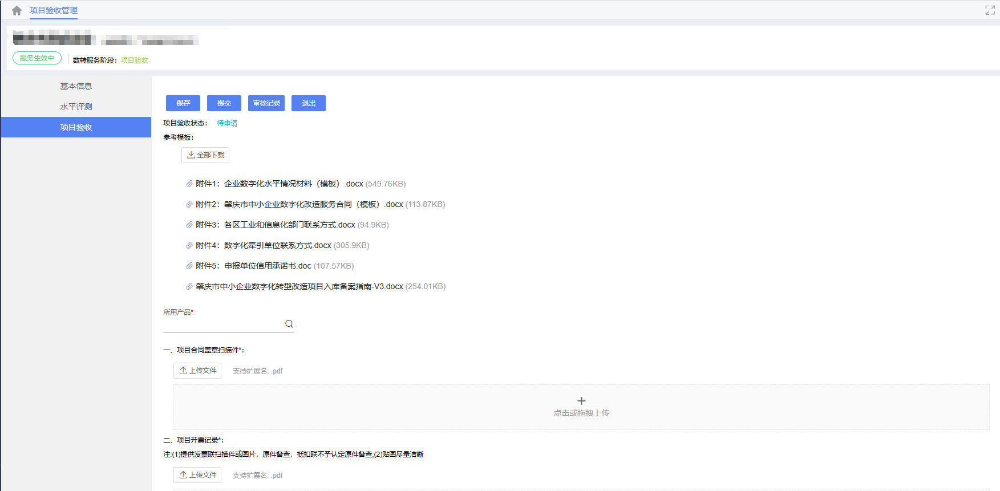 项目验收管理
服务生效中
数转服务阶段：项目验收
基本信息
水平评测
项目验收
保存 提交 审核记录 退出
项目验收状态： 待申请
参考模板：
全部下载
附件1：企业数字化水平情况材料（模板）.docx (549.76KB)
附件2：肇庆市中小企业数字化改造服务合同（模板）.docx (113.87KB)
附件3：各区工业和信息化部门联系方式.docx (94.9KB)
附件4：数字化牵引单位联系方式.docx (305.9KB)
附件5：申报单位信用承诺书.doc (107.57KB)
肇庆市中小企业数字化转型改造项目入库备案指南-V3.docx (254.01KB)
所用产品*
一、项目合同盖章扫描件*：
上传文件 支持扩展名: .pdf
点击或拖拽上传
二、项目开票记录*：
注:(1)提供发票联扫描件或图片，原件备查，抵扣联不予认定原件备查;(2)贴图尽量洁晰
上传文件 支持扩展名: .pdf